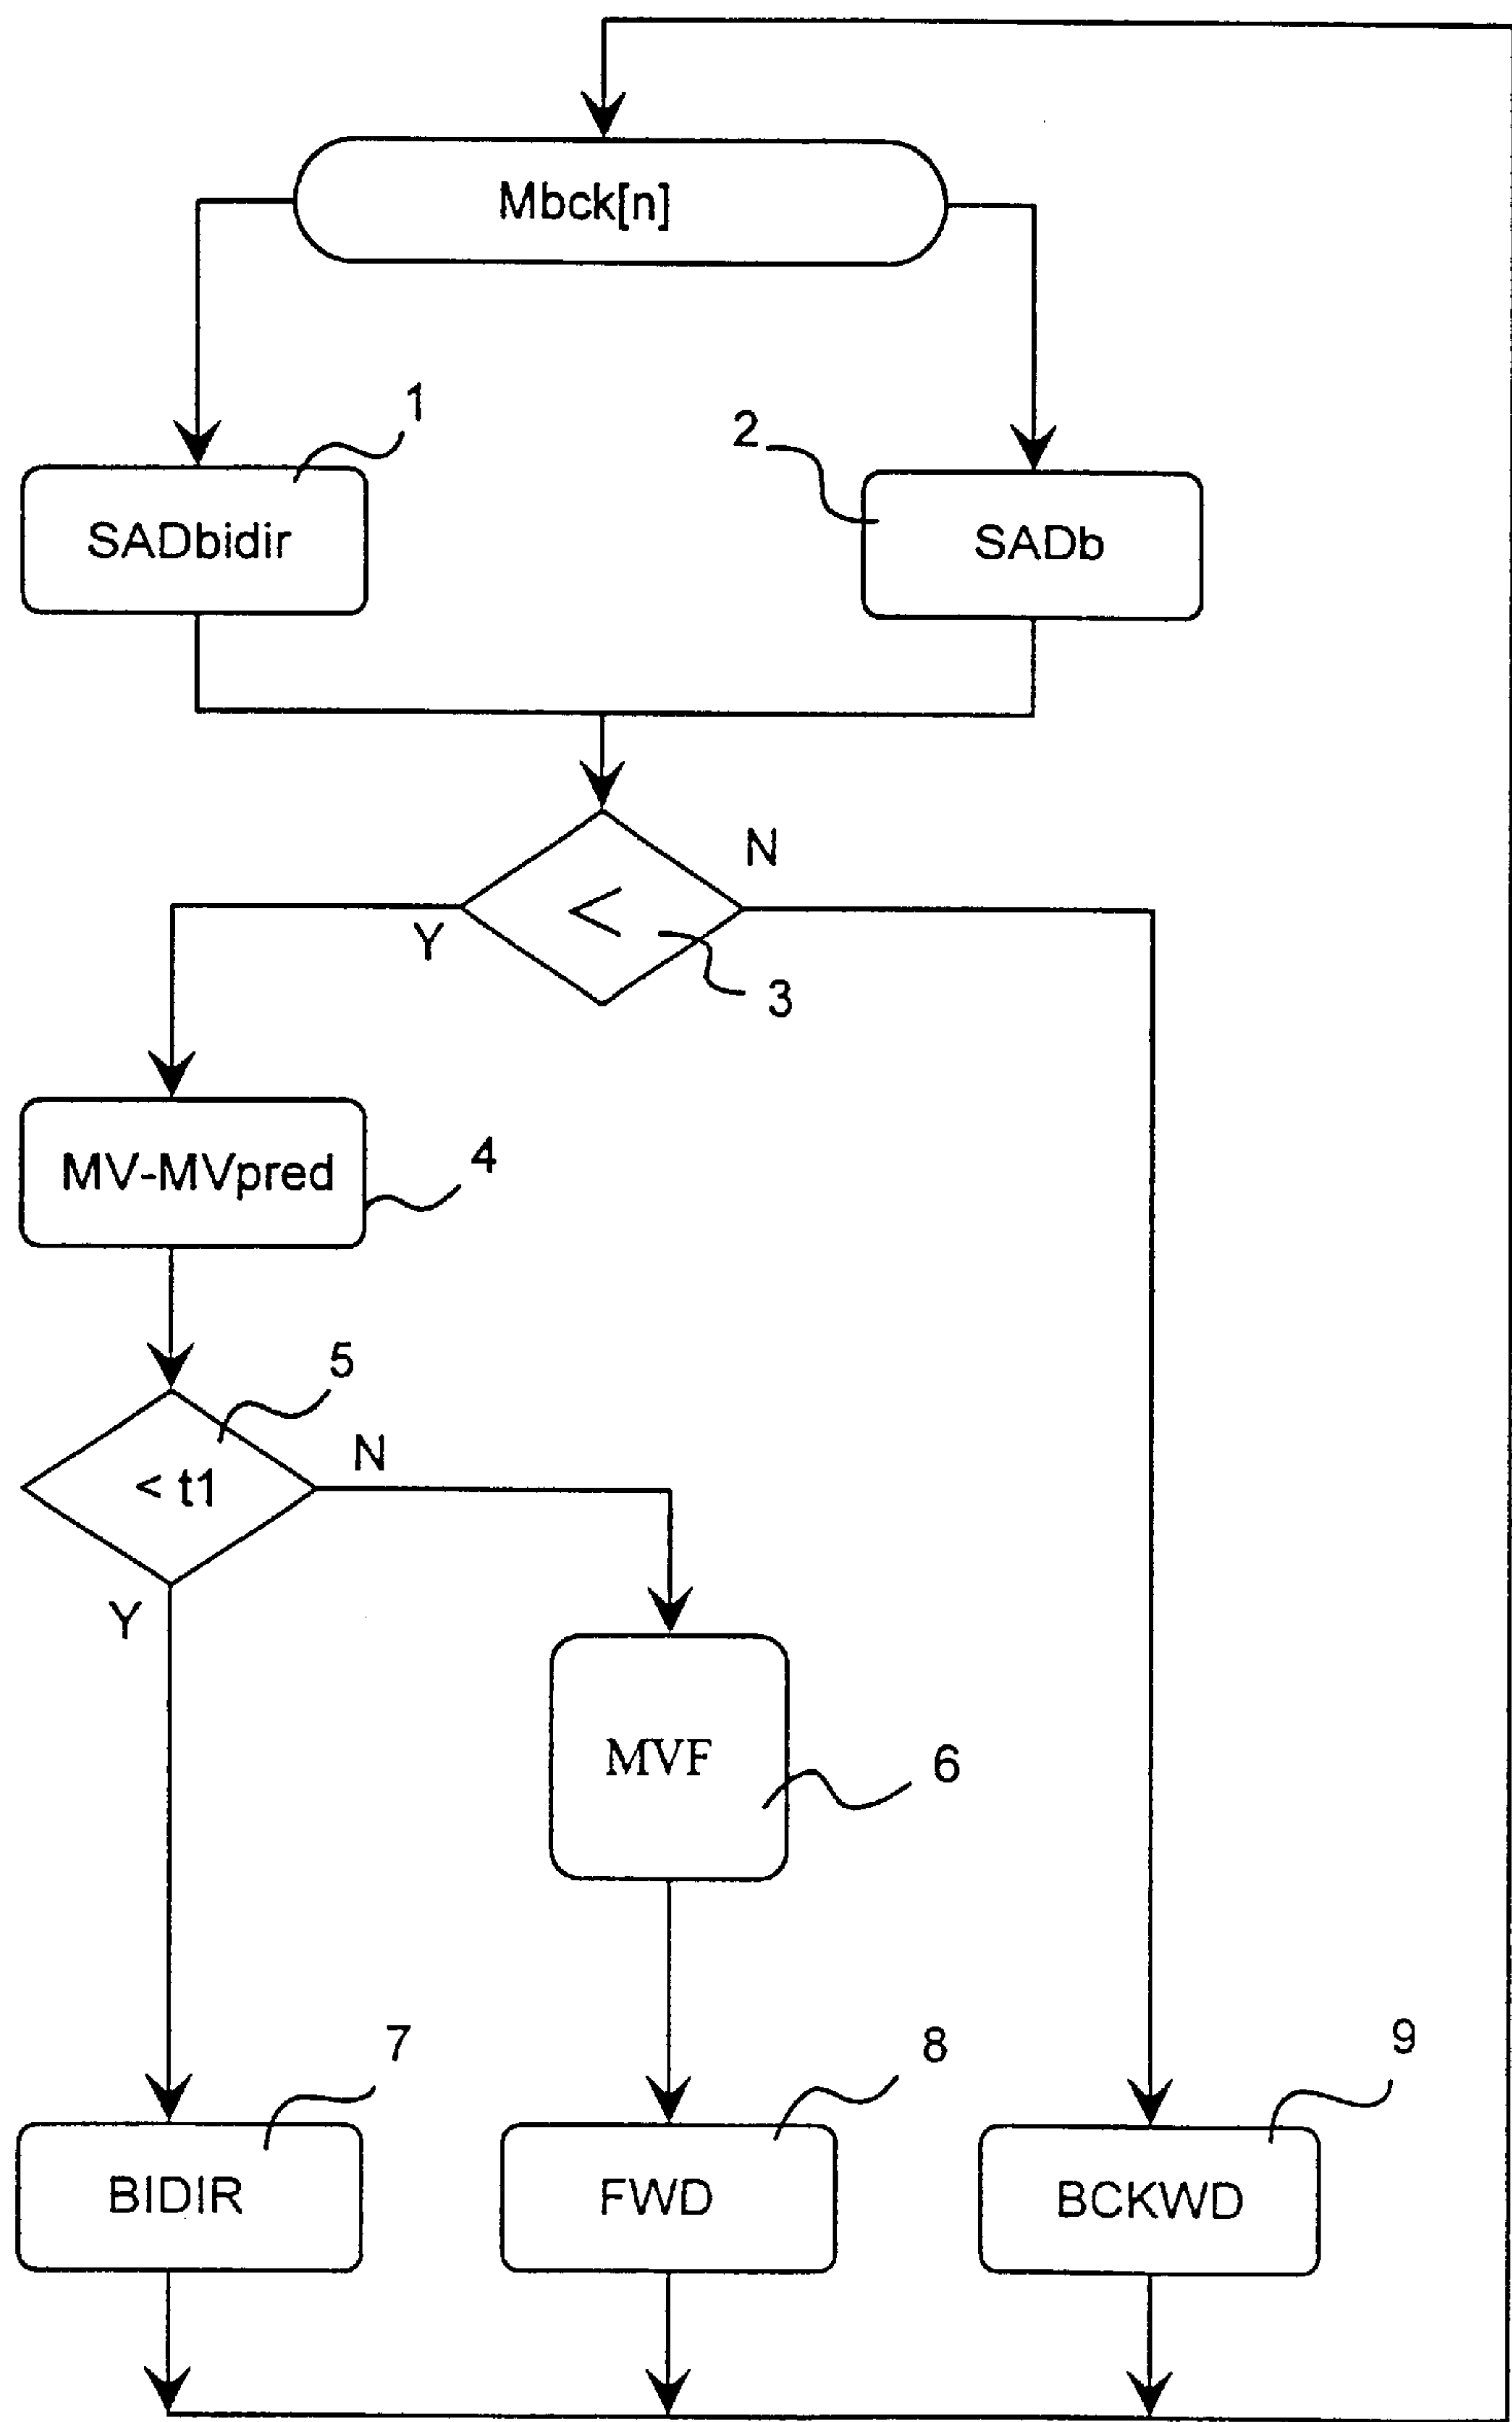 Mbck[n]
1
2
SADbidir
SADb
N
<
Y
3
MV-MVpred
4
5
N
< t1
Y
MVF
6
7
8
9
BIDIR
FWD
BCKWD